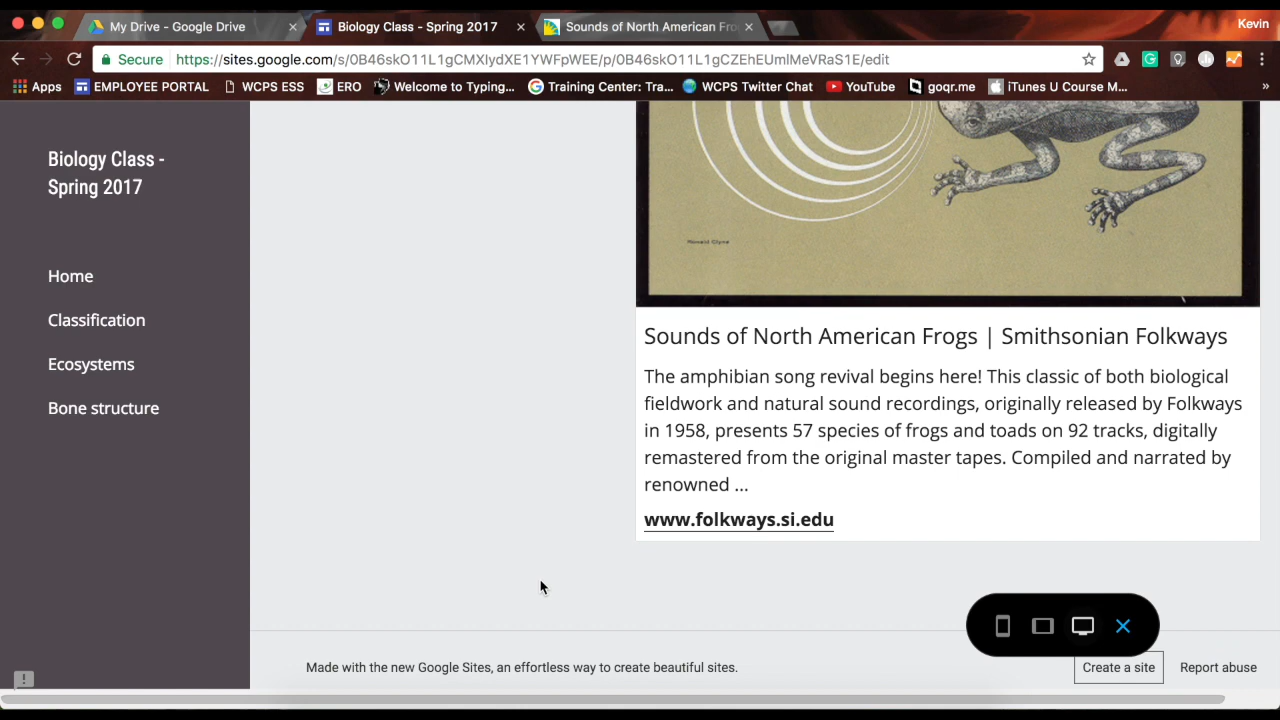 Kevin
My Drive - Google Drive
Biology Class - Spring 2017
Sounds of North American Fro
Secure
https://sites.google.com/s/0B46skO11L1gCMXlydXE1YWFpWEE/p/0B46skO11L1gCZEhEUmlMeVRaS1E/edit
Apps
EMPLOYEE PORTAL
WCPS ESS
ERO
Welcome to Typing...
Training Center: Tra...
WCPS Twitter Chat
YouTube
goqr.me
iTunes U Course M...
»
Biology Class -
Spring 2017
Home
Classification
Ecosystems
Bone structure
Ronald Clyne
Sounds of North American Frogs | Smithsonian Folkways
The amphibian song revival begins here! This classic of both biological
fieldwork and natural sound recordings, originally released by Folkways
in 1958, presents 57 species of frogs and toads on 92 tracks, digitally
remastered from the original master tapes. Compiled and narrated by
renowned ...
www.folkways.si.edu
Made with the new Google Sites, an effortless way to create beautiful sites.
Create a site
Report abuse